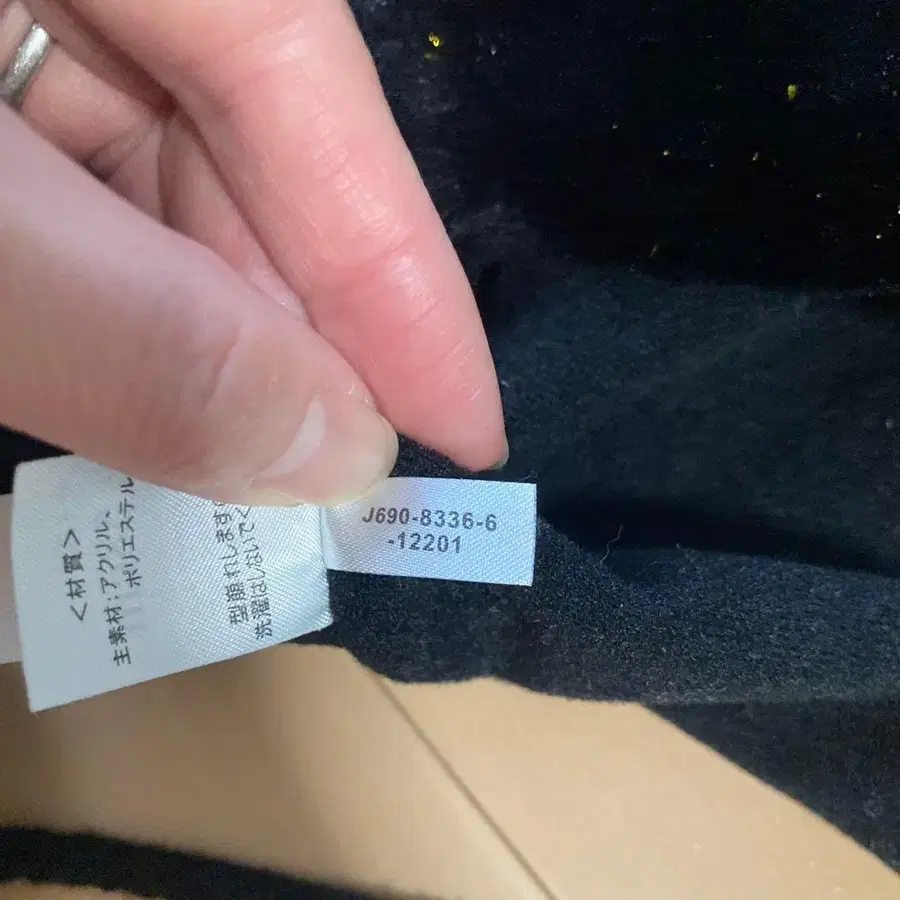 J690-8336-6
-12201
<材質>
主素材:アクリル、
ポリエステル
型崩れします
洗濯はしないでく